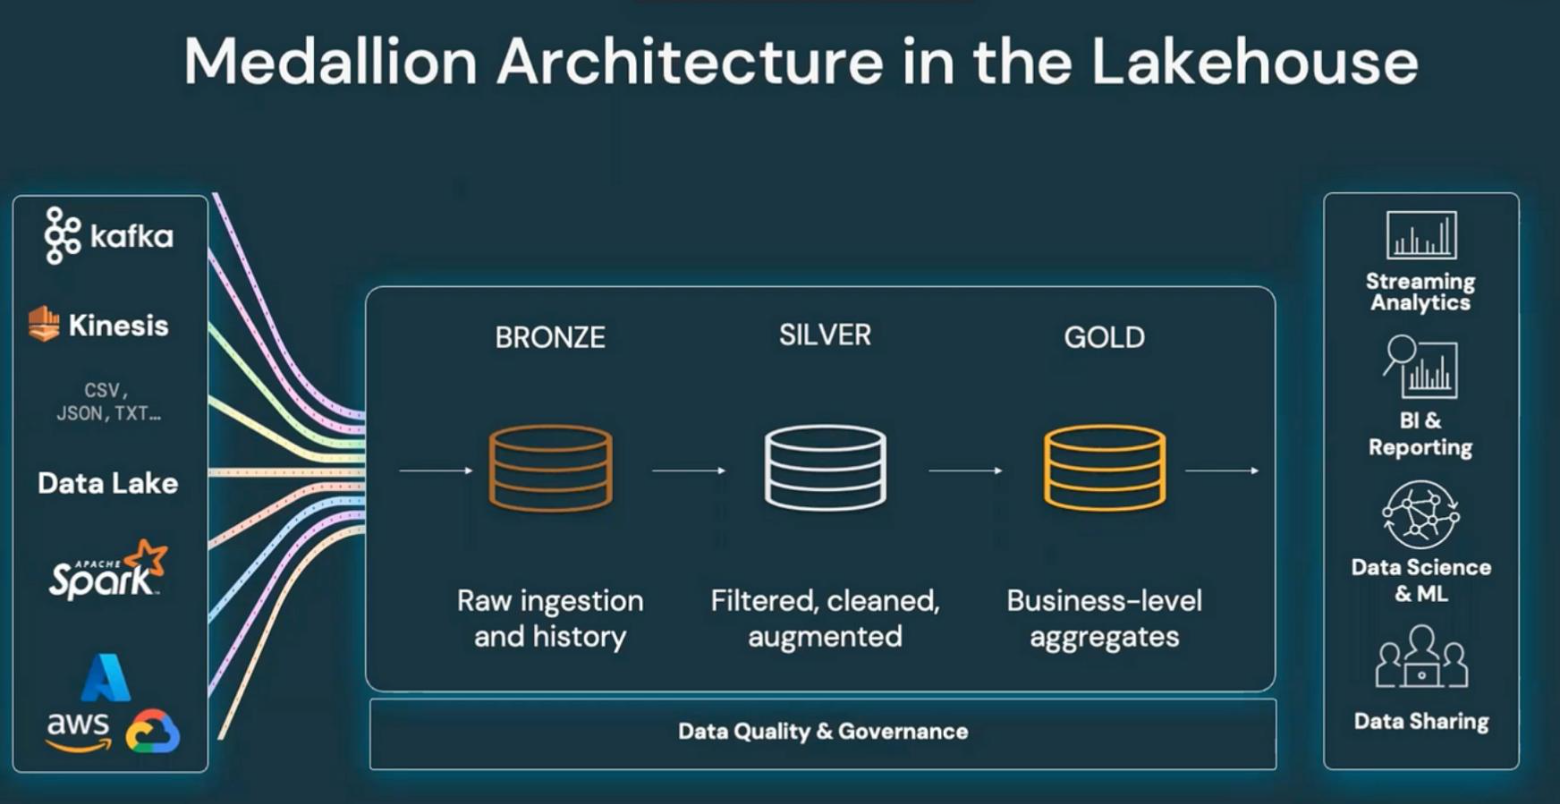 Medallion Architecture in the Lakehouse
kafka
Kinesis
CSV,
JSON, TXT…
Data Lake
APACHE
Spark™
aws
BRONZE
SILVER
GOLD
Raw ingestion
and history
Filtered, cleaned,
augmented
Business-level
aggregates
Data Quality & Governance
Streaming
Analytics
BI &
Reporting
Data Science
& ML
Data Sharing